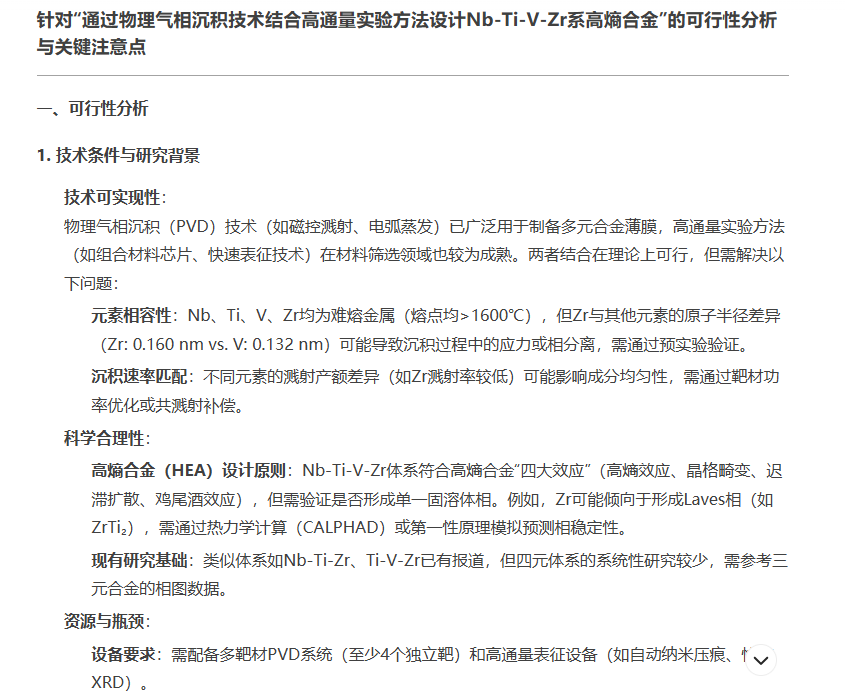 针对“通过物理气相沉积技术结合高通量实验方法设计Nb-Ti-V-Zr系高熵合金”的可行性分析
与关键注意点
一、可行性分析
1. 技术条件与研究背景
技术可实现性：
物理气相沉积（PVD）技术（如磁控溅射、电弧蒸发）已广泛用于制备多元合金薄膜，高通量实验方法
（如组合材料芯片、快速表征技术）在材料筛选领域也较为成熟。两者结合在理论上可行，但需解决以
下问题：
元素相容性：Nb、Ti、V、Zr均为难熔金属（熔点均>1600℃），但Zr与其他元素的原子半径差异
（Zr: 0.160 nm vs. V: 0.132 nm）可能导致沉积过程中的应力或相分离，需通过预实验验证。
沉积速率匹配：不同元素的溅射产额差异（如Zr溅射率较低）可能影响成分均匀性，需通过靶材功
率优化或共溅射补偿。
科学合理性：
高熵合金（HEA）设计原则：Nb-Ti-V-Zr体系符合高熵合金“四大效应”（高熵效应、晶格畸变、迟
滞扩散、鸡尾酒效应），但需验证是否形成单一固溶体相。例如，Zr可能倾向于形成Laves相（如
ZrTi₂），需通过热力学计算（CALPHAD）或第一性原理模拟预测相稳定性。
现有研究基础：类似体系如Nb-Ti-Zr、Ti-V-Zr已有报道，但四元体系的系统性研究较少，需参考三
元合金的相图数据。
资源与瓶颈：
设备要求：需配备多靶材PVD系统（至少4个独立靶）和高通量表征设备（如自动纳米压痕、
XRD）。